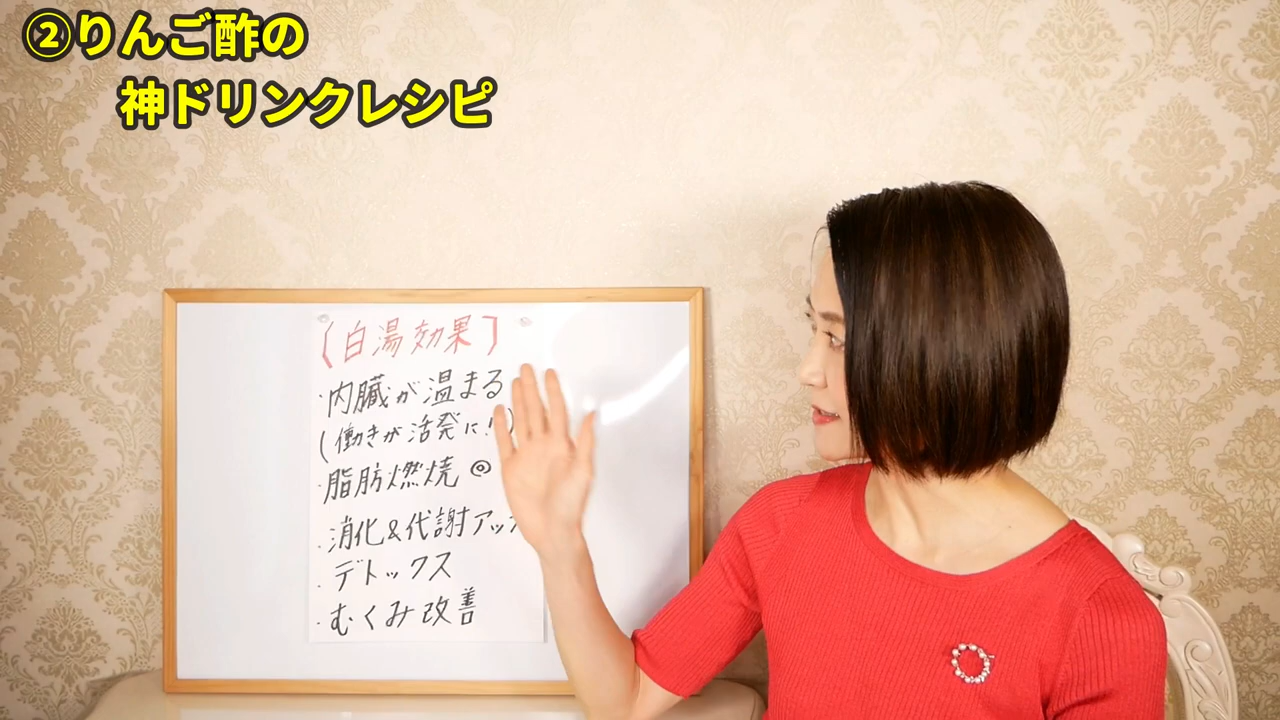 ②りんご酢の
神ドリンクレシピ
〔白湯効果〕
・内臓が温まる
(働きが活発に!!)
・脂肪燃焼◎
・消化&代謝アッ
・デトックス
・むくみ改善